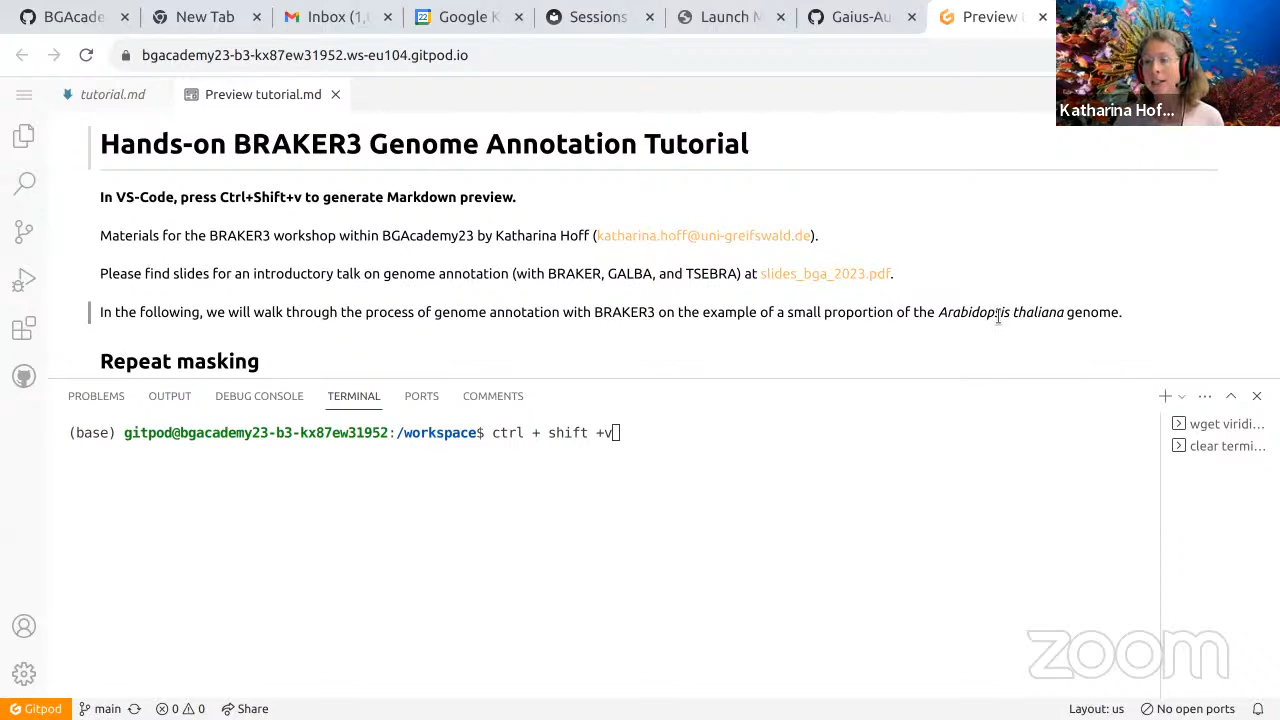 BGAcade
New Tab
Inbox (1,(
Google K
Sessions
Launch M
Gaius-Au
Preview
bgacademy23-b3-kx87ew31952.ws-eu104.gitpod.io
Katharina Hof...
tutorial.md
Preview tutorial.md
Hands-on BRAKER3 Genome Annotation Tutorial
In VS-Code, press Ctrl+Shift+v to generate Markdown preview.
Materials for the BRAKER3 workshop within BGAcademy23 by Katharina Hoff (katharina.hoff@uni-greifswald.de).
Please find slides for an introductory talk on genome annotation (with BRAKER, GALBA, and TSEBRA) at slides_bga_2023.pdf.
In the following, we will walk through the process of genome annotation with BRAKER3 on the example of a small proportion of the Arabidopsis thaliana genome.
Repeat masking
PROBLEMS OUTPUT DEBUG CONSOLE TERMINAL PORTS COMMENTS
(base) gitpod@bgacademy23-b3-kx87ew31952:/workspace$ ctrl + shift +v
wget viridi...
clear termi...
zoom
Gitpod main 0 0 Share Layout: us No open ports